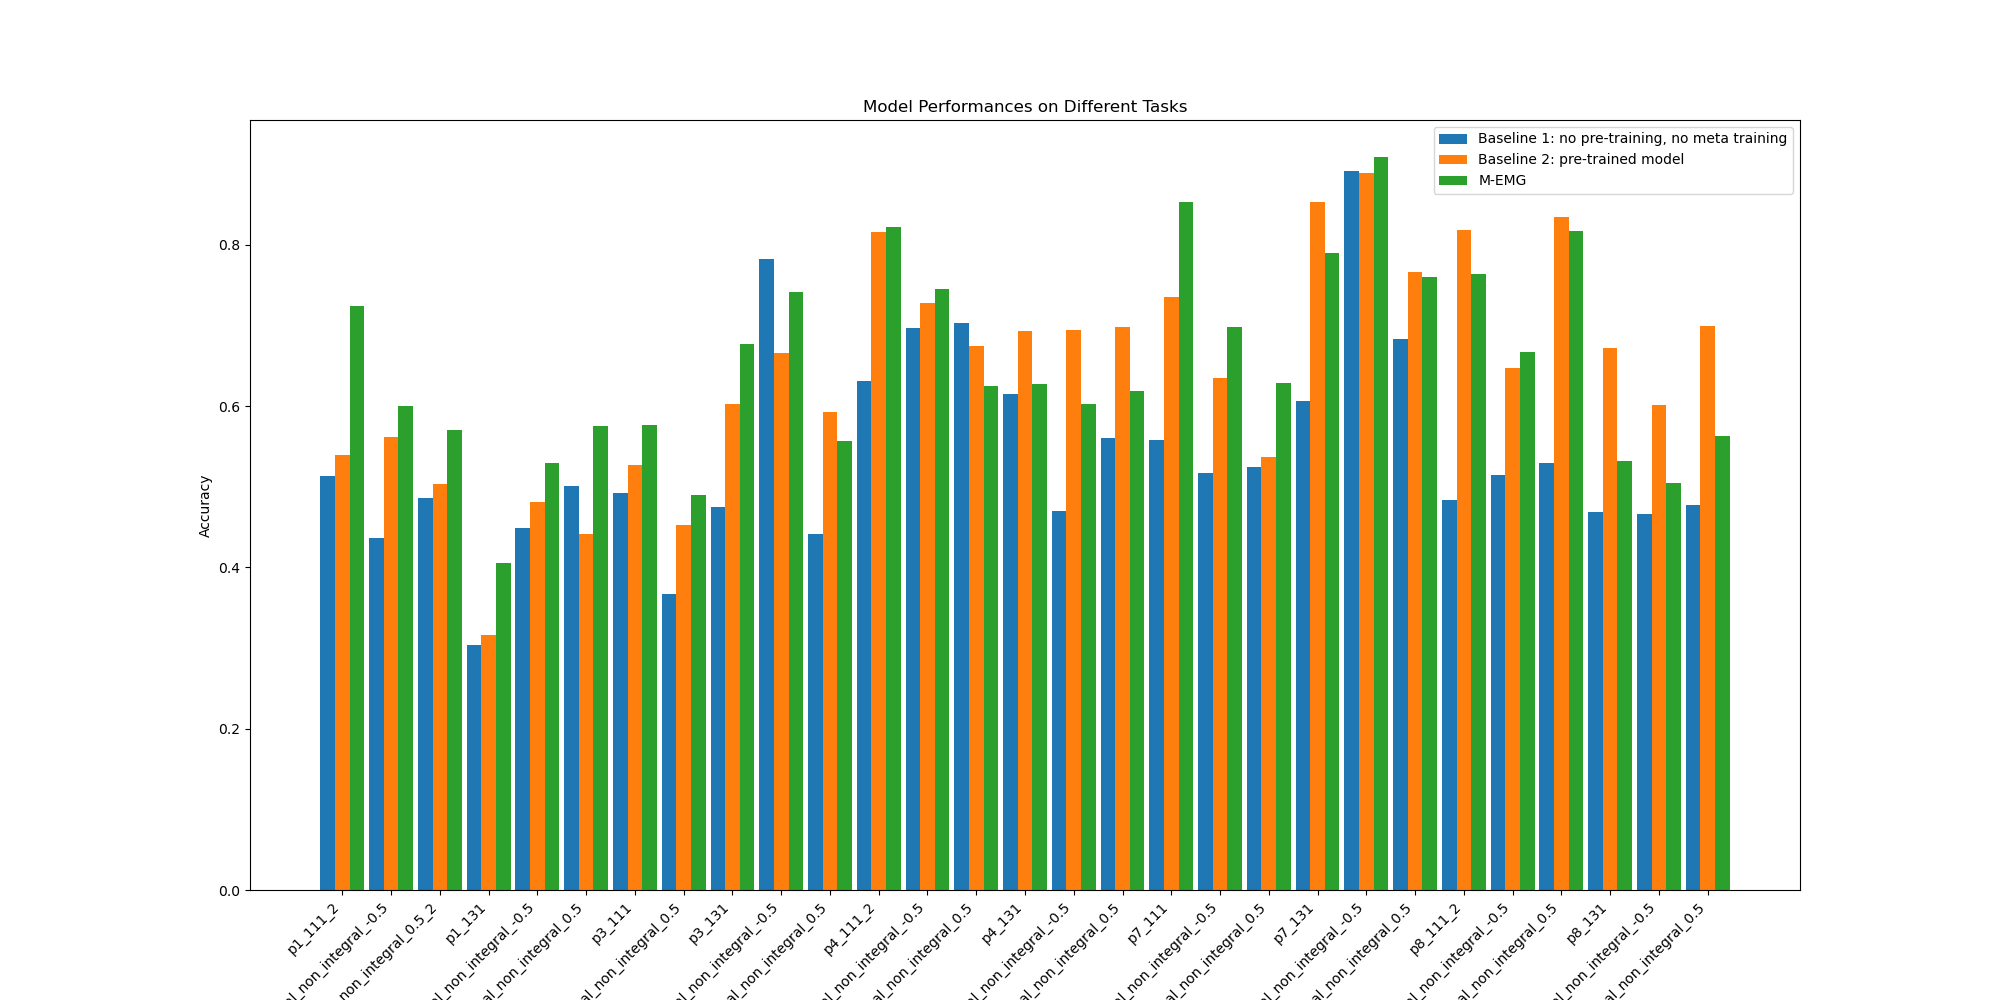 Model Performances on Different Tasks
Baseline 1: no pre-training, no meta training
Baseline 2: pre-trained model
M-EMG
Accuracy
0.8
0.6
0.4
0.2
0.0
p1_111_2
non_integral_-0.5
non_integral_0.5_2
p1_131
non_integral_-0.5
non_integral_0.5
p3_111
non_integral_0.5
p3_131
non_integral_-0.5
non_integral_0.5
p4_111_2
non_integral_-0.5
non_integral_0.5
p4_131
non_integral_-0.5
non_integral_0.5
p7_111
non_integral_-0.5
non_integral_0.5
p7_131
non_integral_-0.5
non_integral_0.5
p8_111_2
non_integral_-0.5
non_integral_0.5
p8_131
non_integral_-0.5
non_integral_0.5